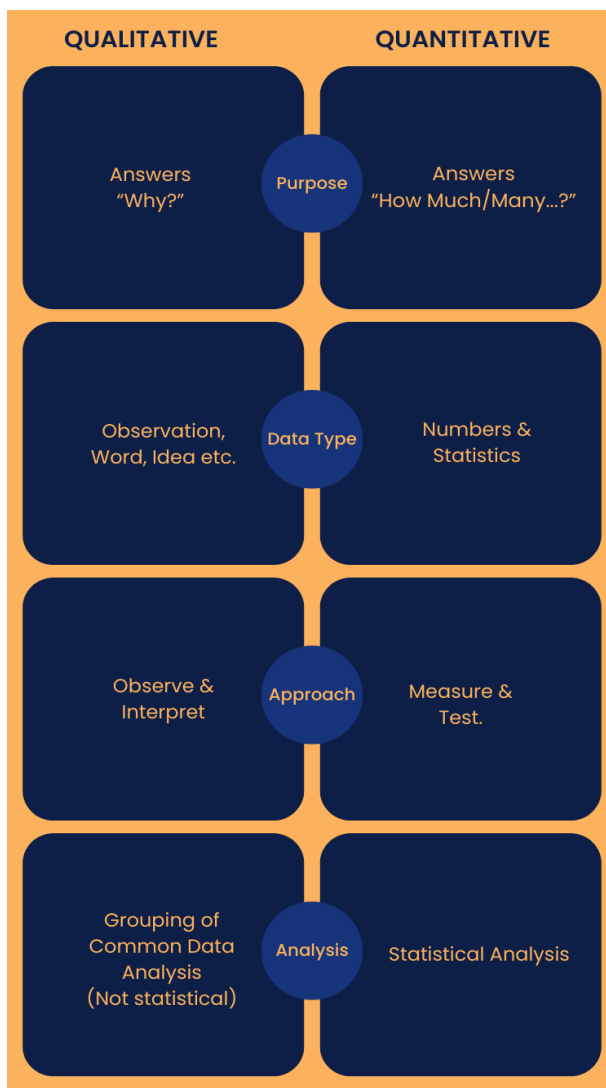 QUALITATIVE
QUANTITATIVE
Answers
“Why?”
Purpose
Answers
“How Much/Many...?”
Observation,
Word, Idea etc.
Data Type
Numbers &
Statistics
Observe &
Interpret
Approach
Measure &
Test.
Grouping of
Common Data
Analysis
(Not statistical)
Analysis
Statistical Analysis